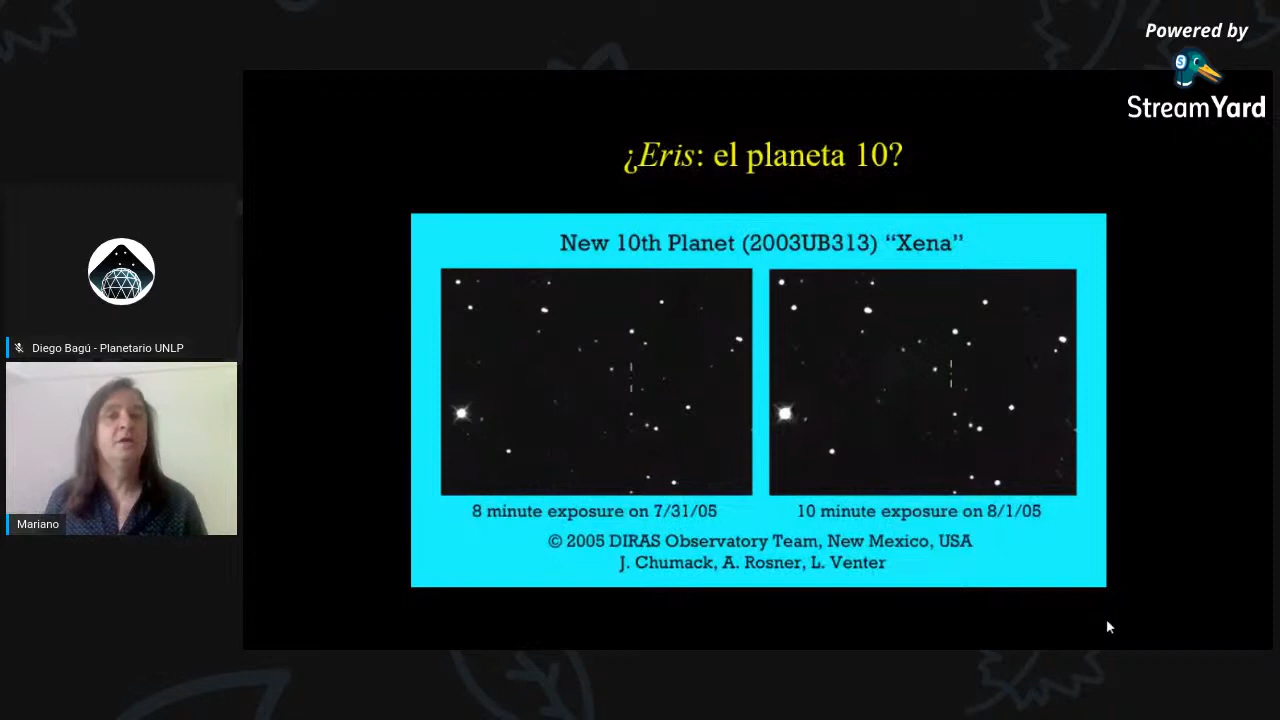 Powered by
StreamYard
¿Eris: el planeta 10?
New 10th Planet (2003UB313) “Xena”
8 minute exposure on 7/31/05
10 minute exposure on 8/1/05
© 2005 DIRAS Observatory Team, New Mexico, USA
J. Chumack, A. Rosner, L. Venter
Diego Bagú - Planetario UNLP
Mariano